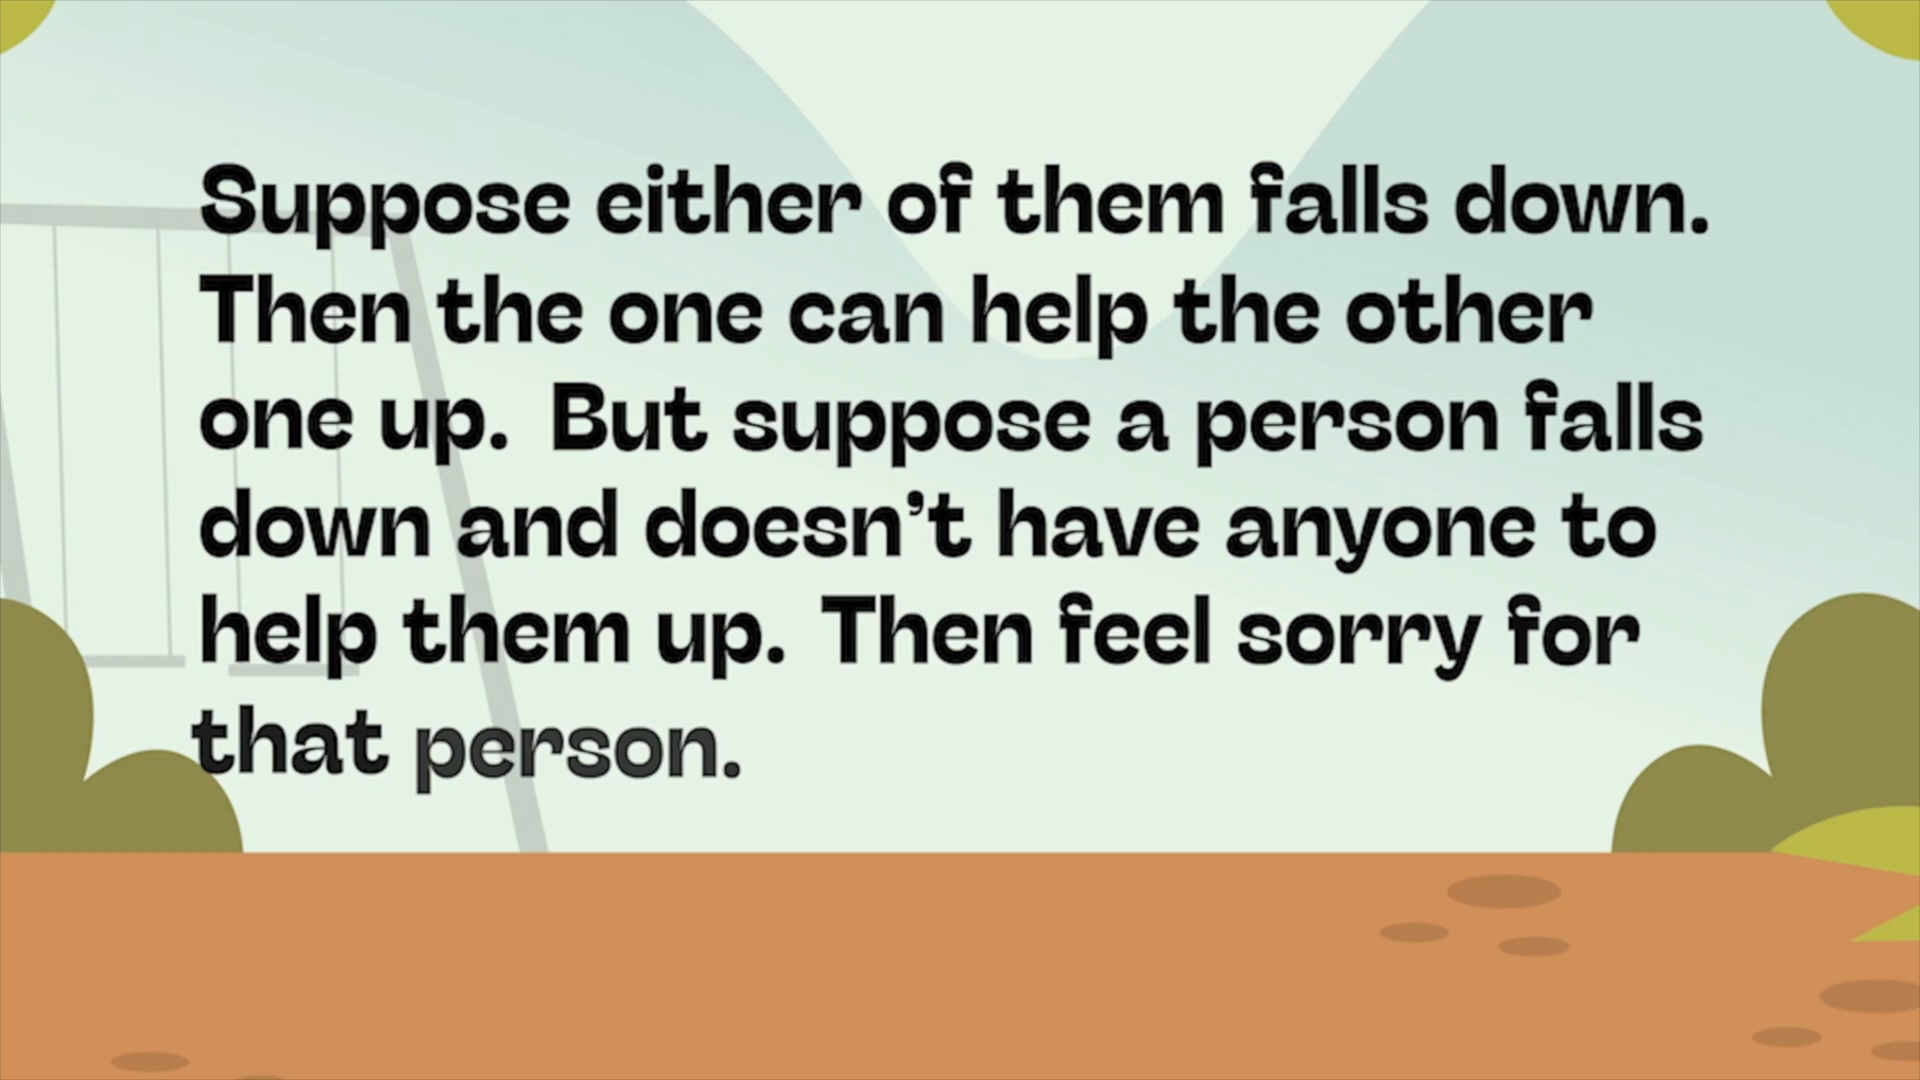 Suppose either of them falls down.
Then the one can help the other
one up. But suppose a person falls
down and doesn’t have anyone to
help them up. Then feel sorry for
that person.